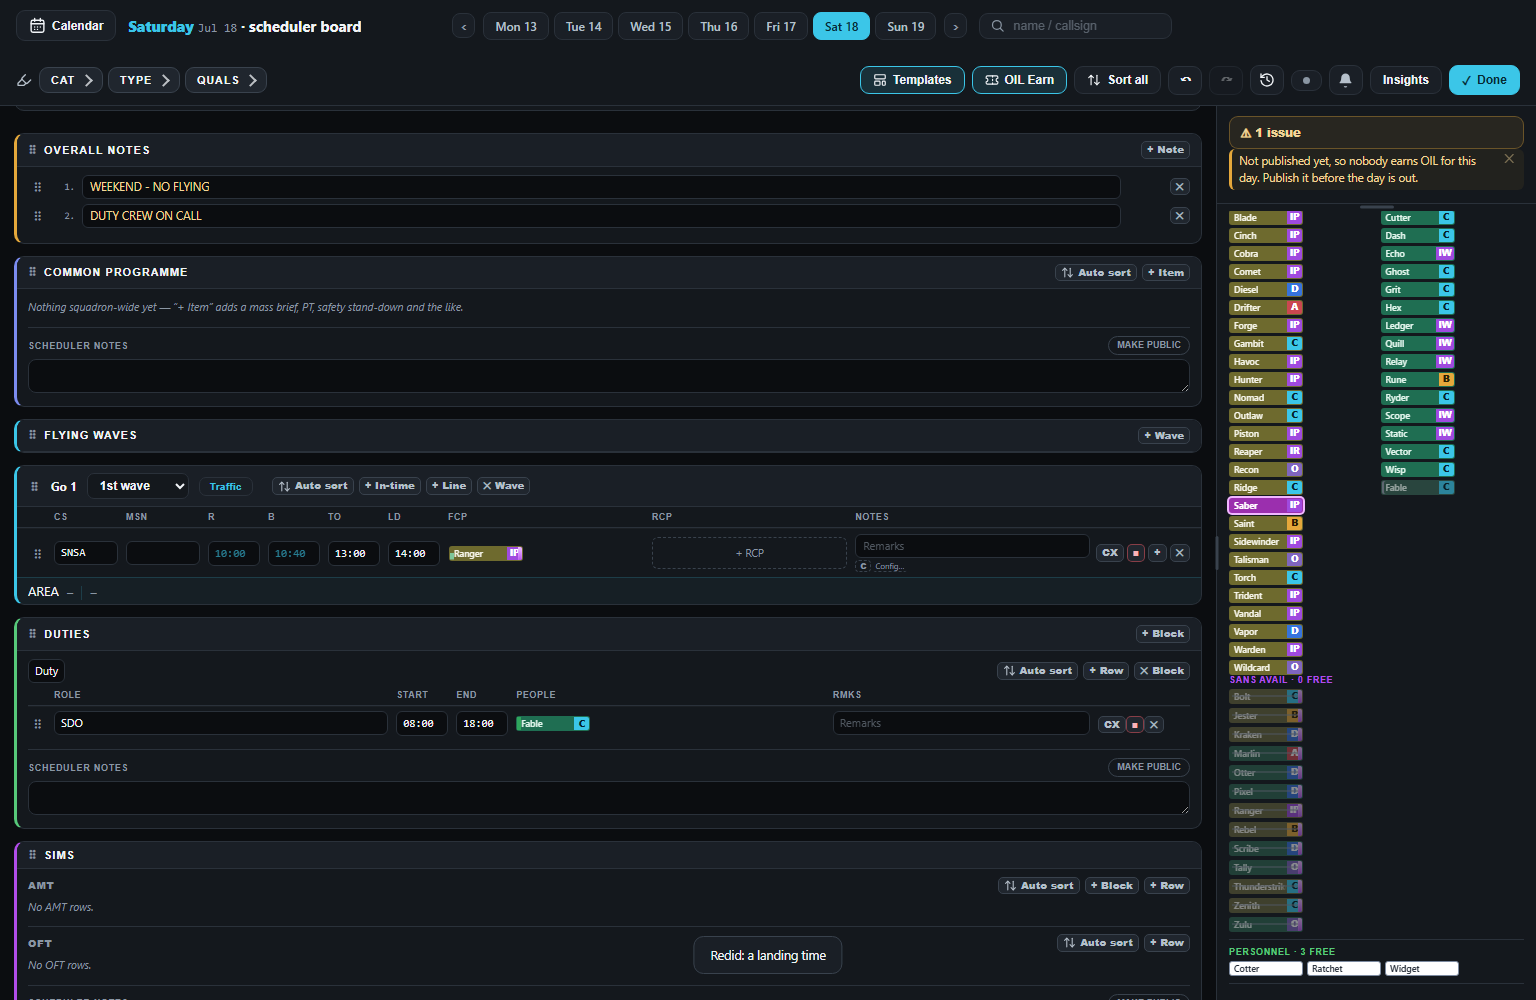 Calendar
Saturday Jul 18 · scheduler board
‹ Mon 13 Tue 14 Wed 15 Thu 16 Fri 17 Sat 18 Sun 19 ›
name / callsign
CAT TYPE QUALS
Templates OIL Earn Sort all Insights ✓ Done
OVERALL NOTES
+ Note
1. WEEKEND - NO FLYING
2. DUTY CREW ON CALL
COMMON PROGRAMME
Auto sort + Item
Nothing squadron-wide yet — "+ Item" adds a mass brief, PT, safety stand-down and the like.
SCHEDULER NOTES
MAKE PUBLIC
FLYING WAVES
+ Wave
Go 1 1st wave Traffic Auto sort + In-time + Line ✕ Wave
CS MSN R B TO LD FCP RCP NOTES
SNSA 10:00 10:40 13:00 14:00 Ranger IP + RCP Remarks CX + ✕
C Config...
AREA – | –
DUTIES
+ Block
Duty
Auto sort + Row ✕ Block
ROLE START END PEOPLE RMKS
SDO 08:00 18:00 Fable C Remarks CX ✕
SCHEDULER NOTES
MAKE PUBLIC
SIMS
AMT
Auto sort + Block + Row
No AMT rows.
OFT
Auto sort + Row
No OFT rows.
Redid: a landing time
⚠ 1 issue
Not published yet, so nobody earns OIL for this
day. Publish it before the day is out.
Blade IP Cutter C
Cinch IP Dash C
Cobra IP Echo IW
Comet IP Ghost C
Diesel D Grit C
Drifter A Hex C
Forge IP Ledger IW
Gambit C Quill IW
Havoc IP Relay IW
Hunter IP Rune B
Nomad C Ryder C
Outlaw C Scope IW
Piston IP Static IW
Reaper IR Vector C
Recon O Wisp C
Ridge C Fable C
Saber IP
Saint B
Sidewinder IP
Talisman O
Torch C
Trident IP
Vandal IP
Vapor D
Warden IP
Wildcard O
SANS AVAIL · 0 FREE
Bolt C
Jester B
Kraken D
Marlin A
Otter D
Pixel D
Ranger IP
Rebel B
Scribe D
Tally O
Thunderstril C
Zenith C
Zulu O
PERSONNEL · 3 FREE
Cotter Ratchet Widget